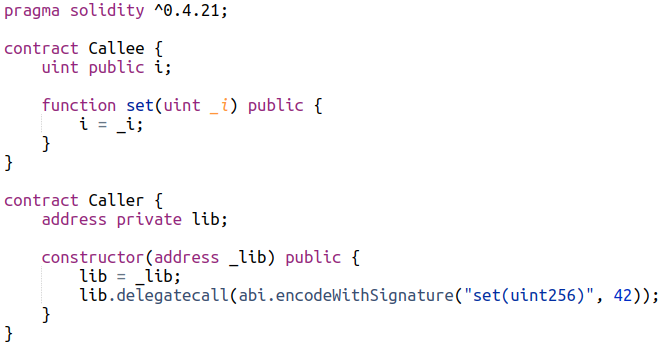 pragma solidity ^0.4.21;

contract Callee {
    uint public i;

    function set(uint _i) public {
        i = _i;
    }
}

contract Caller {
    address private lib;

    constructor(address _lib) public {
        lib = _lib;
        lib.delegatecall(abi.encodeWithSignature("set(uint256)", 42));
    }
}